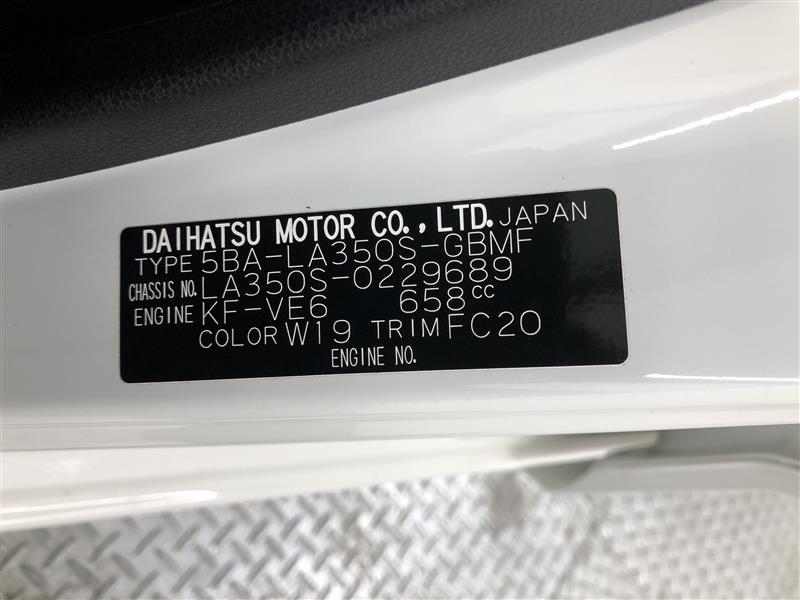 DAIHATSU MOTOR CO., LTD. JAPAN
TYPE 5BA-LA350S-GBMF
CHASSIS NO. LA350S-0229689
ENGINE KF-VE6 658cc
COLOR W19 TRIM FC20
ENGINE NO.